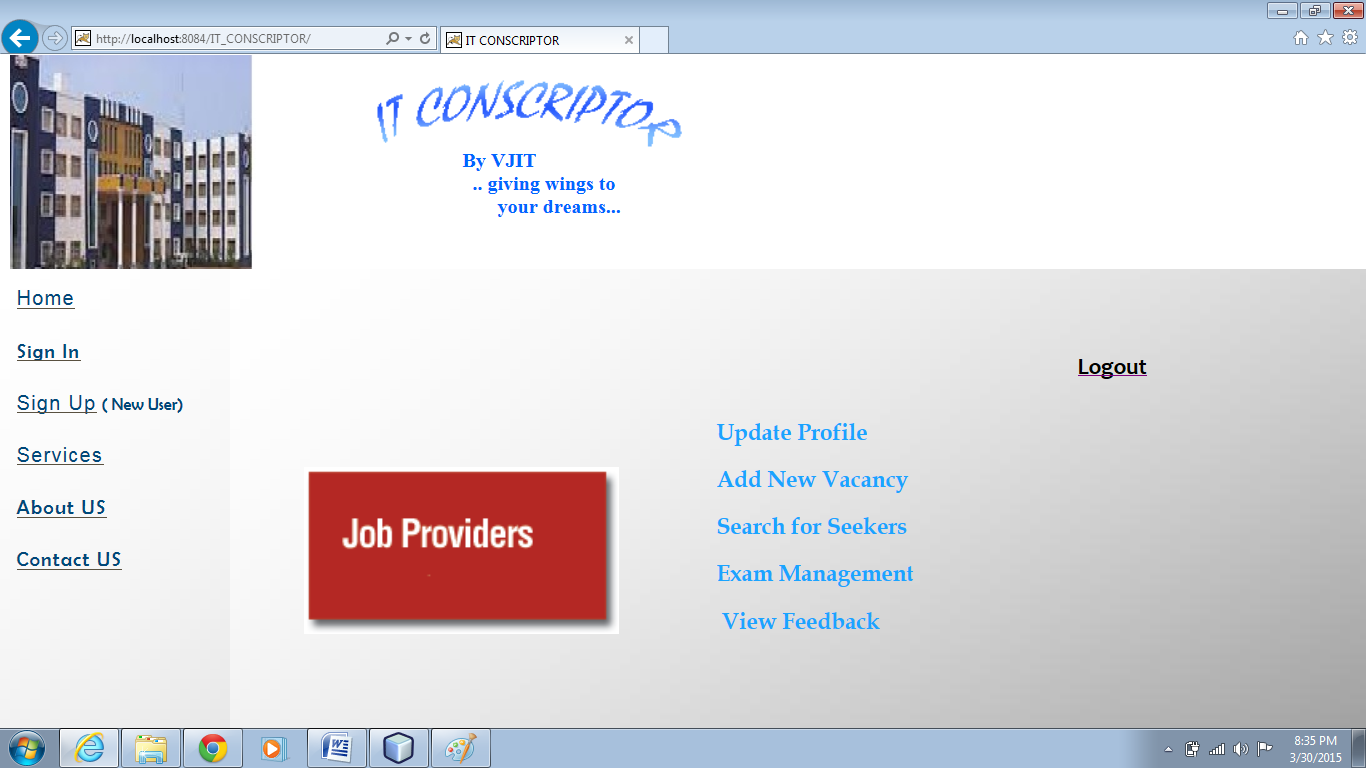 http://localhost:8084/IT_CONSCRIPTOR/
IT CONSCRIPTOR
IT CONSCRIPTOR
By VJIT
.. giving wings to
your dreams...
Home
Sign In
Sign Up ( New User)
Services
About US
Contact US
Logout
Job Providers
Update Profile
Add New Vacancy
Search for Seekers
Exam Management
View Feedback
8:35 PM
3/30/2015